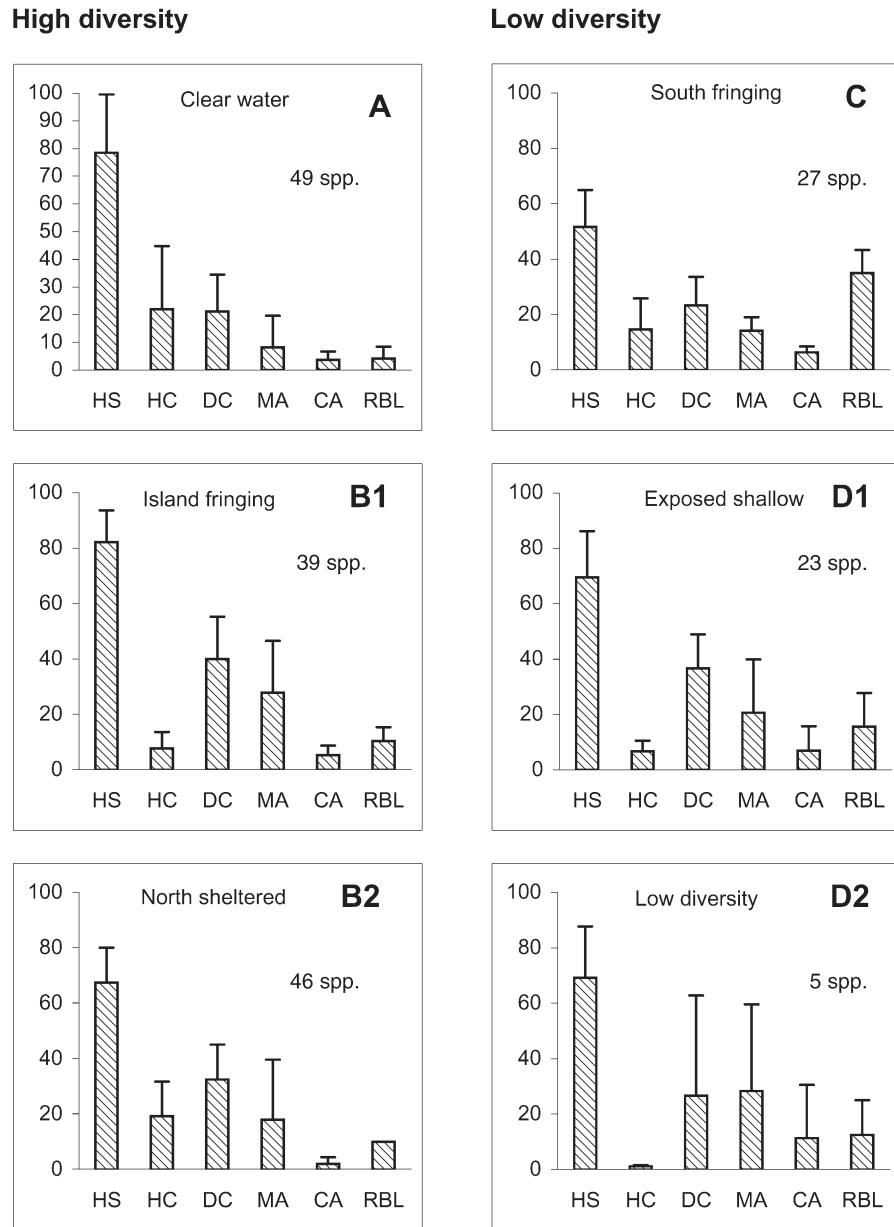 High diversity
Low diversity
Clear water
A
49 spp.
100
90
80
70
60
50
40
30
20
10
0
HS HC DC MA CA RBL
South fringing
C
27 spp.
100
80
60
40
20
0
HS HC DC MA CA RBL
Island fringing
B1
39 spp.
100
80
60
40
20
0
HS HC DC MA CA RBL
Exposed shallow
D1
23 spp.
100
80
60
40
20
0
HS HC DC MA CA RBL
North sheltered
B2
46 spp.
100
80
60
40
20
0
HS HC DC MA CA RBL
Low diversity
D2
5 spp.
100
80
60
40
20
0
HS HC DC MA CA RBL